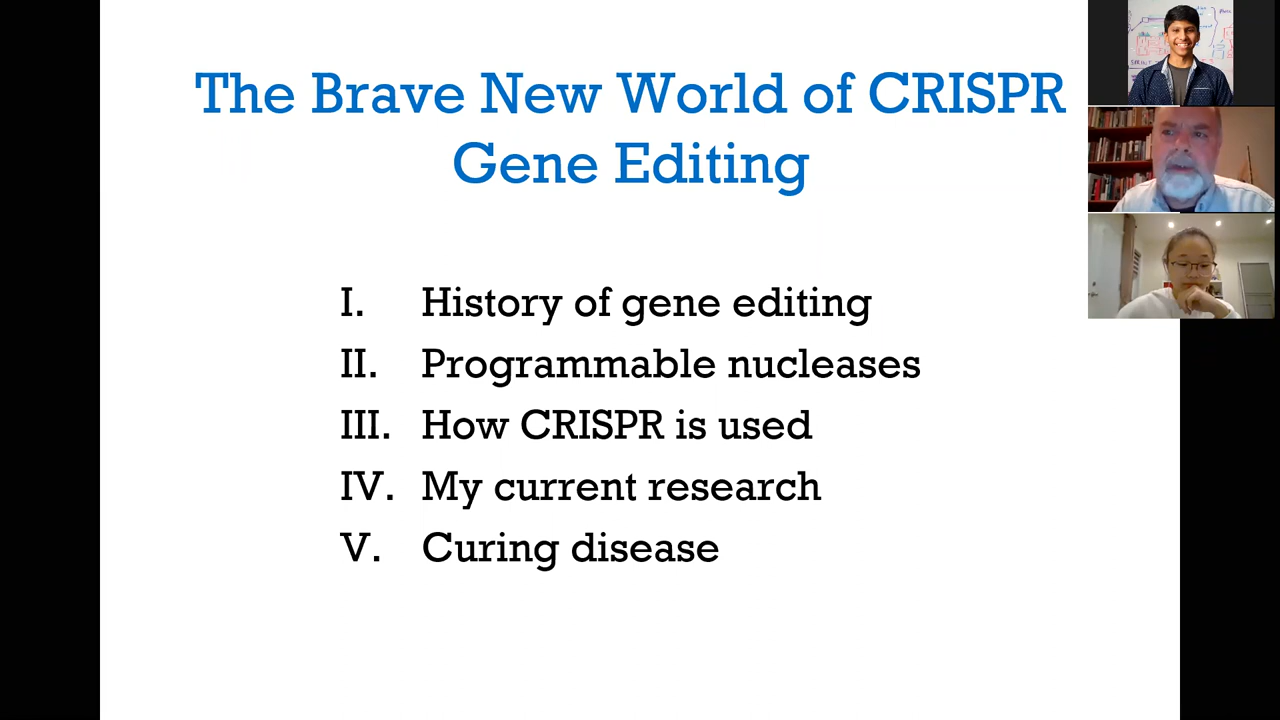 The Brave New World of CRISPR
Gene Editing
I. History of gene editing
II. Programmable nucleases
III. How CRISPR is used
IV. My current research
V. Curing disease